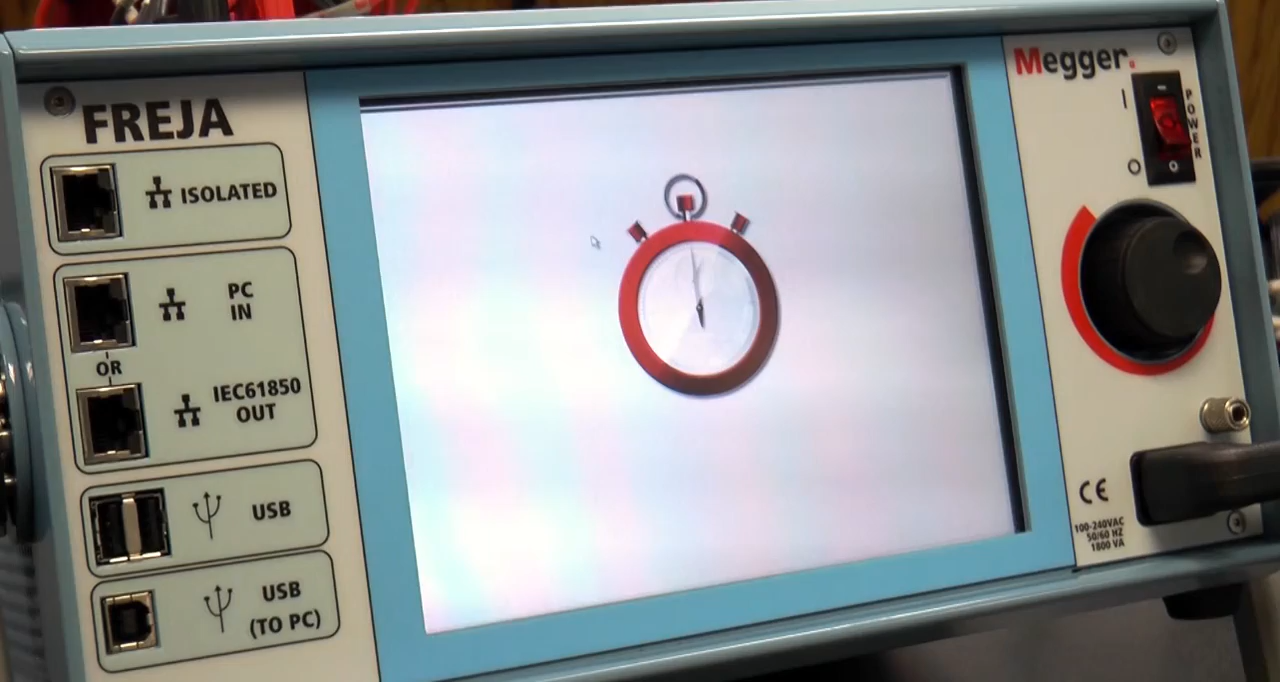 FREJA
ISOLATED
PC
IN
OR
IEC61850
OUT
USB
USB
(TO PC)
Megger.
I
O
POWER
CE
100-240VAC
50/60 HZ
1800 VA